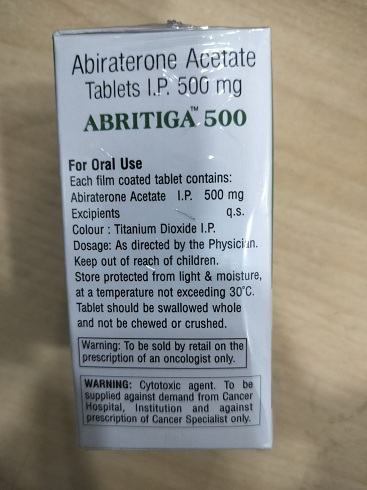 Abiraterone Acetate
Tablets I.P. 500 mg
ABRITIGA™ 500
For Oral Use
Each film coated tablet contains:
Abiraterone Acetate I.P. 500 mg
Excipients q.s.
Colour : Titanium Dioxide I.P.
Dosage: As directed by the Physician.
Keep out of reach of children.
Store protected from light & moisture,
at a temperature not exceeding 30°C.
Tablet should be swallowed whole
and not be chewed or crushed.
Warning: To be sold by retail on the
prescription of an oncologist only.
WARNING: Cytotoxic agent. To be
supplied against demand from Cancer
Hospital, Institution and against
prescription of Cancer Specialist only.